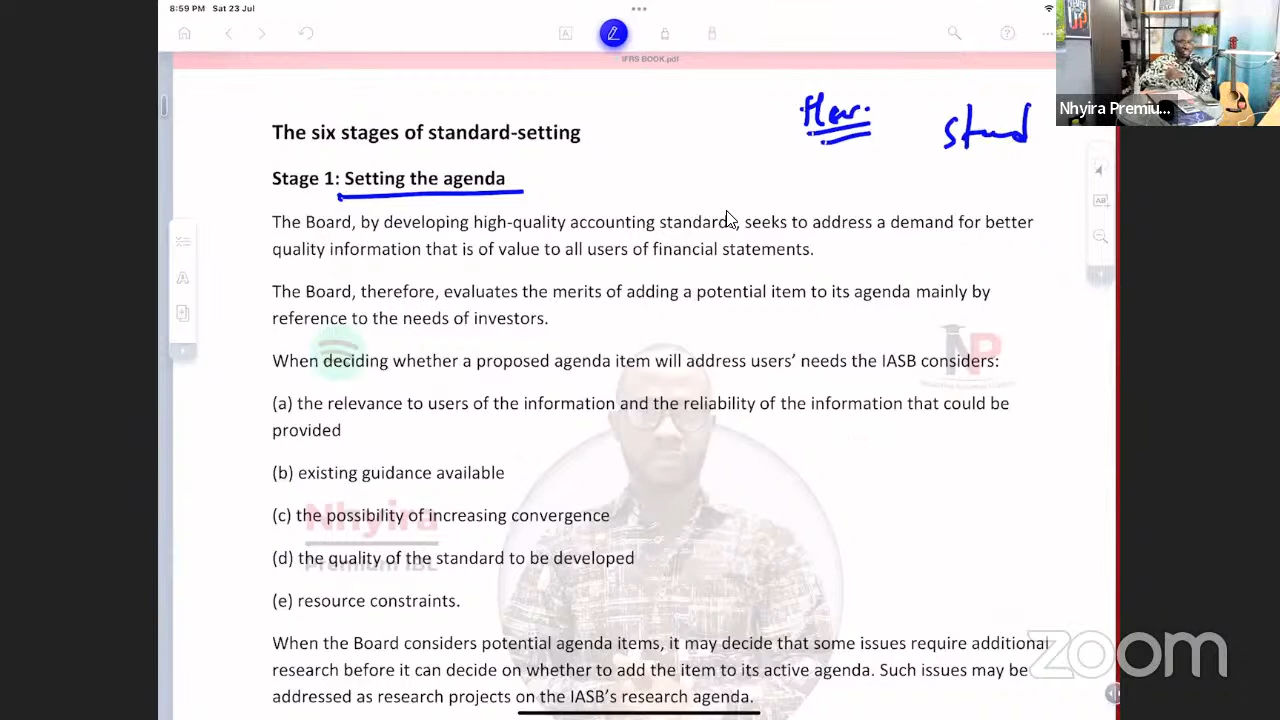 8:59 PM Sat 23 Jul
IFRS BOOK.pdf
Nhyira Premiu...
The six stages of standard-setting
Stage 1: Setting the agenda
The Board, by developing high-quality accounting standards, seeks to address a demand for better
quality information that is of value to all users of financial statements.
The Board, therefore, evaluates the merits of adding a potential item to its agenda mainly by
reference to the needs of investors.
When deciding whether a proposed agenda item will address users' needs the IASB considers:
NP
(a) the relevance to users of the information and the reliability of the information that could be
provided
(b) existing guidance available
(c) the possibility of increasing convergence
Nhyira
(d) the quality of the standard to be developed
Premium IBL
(e) resource constraints.
When the Board considers potential agenda items, it may decide that some issues require additional
research before it can decide on whether to add the item to its active agenda. Such issues may be
addressed as research projects on the IASB's research agenda.
zoom